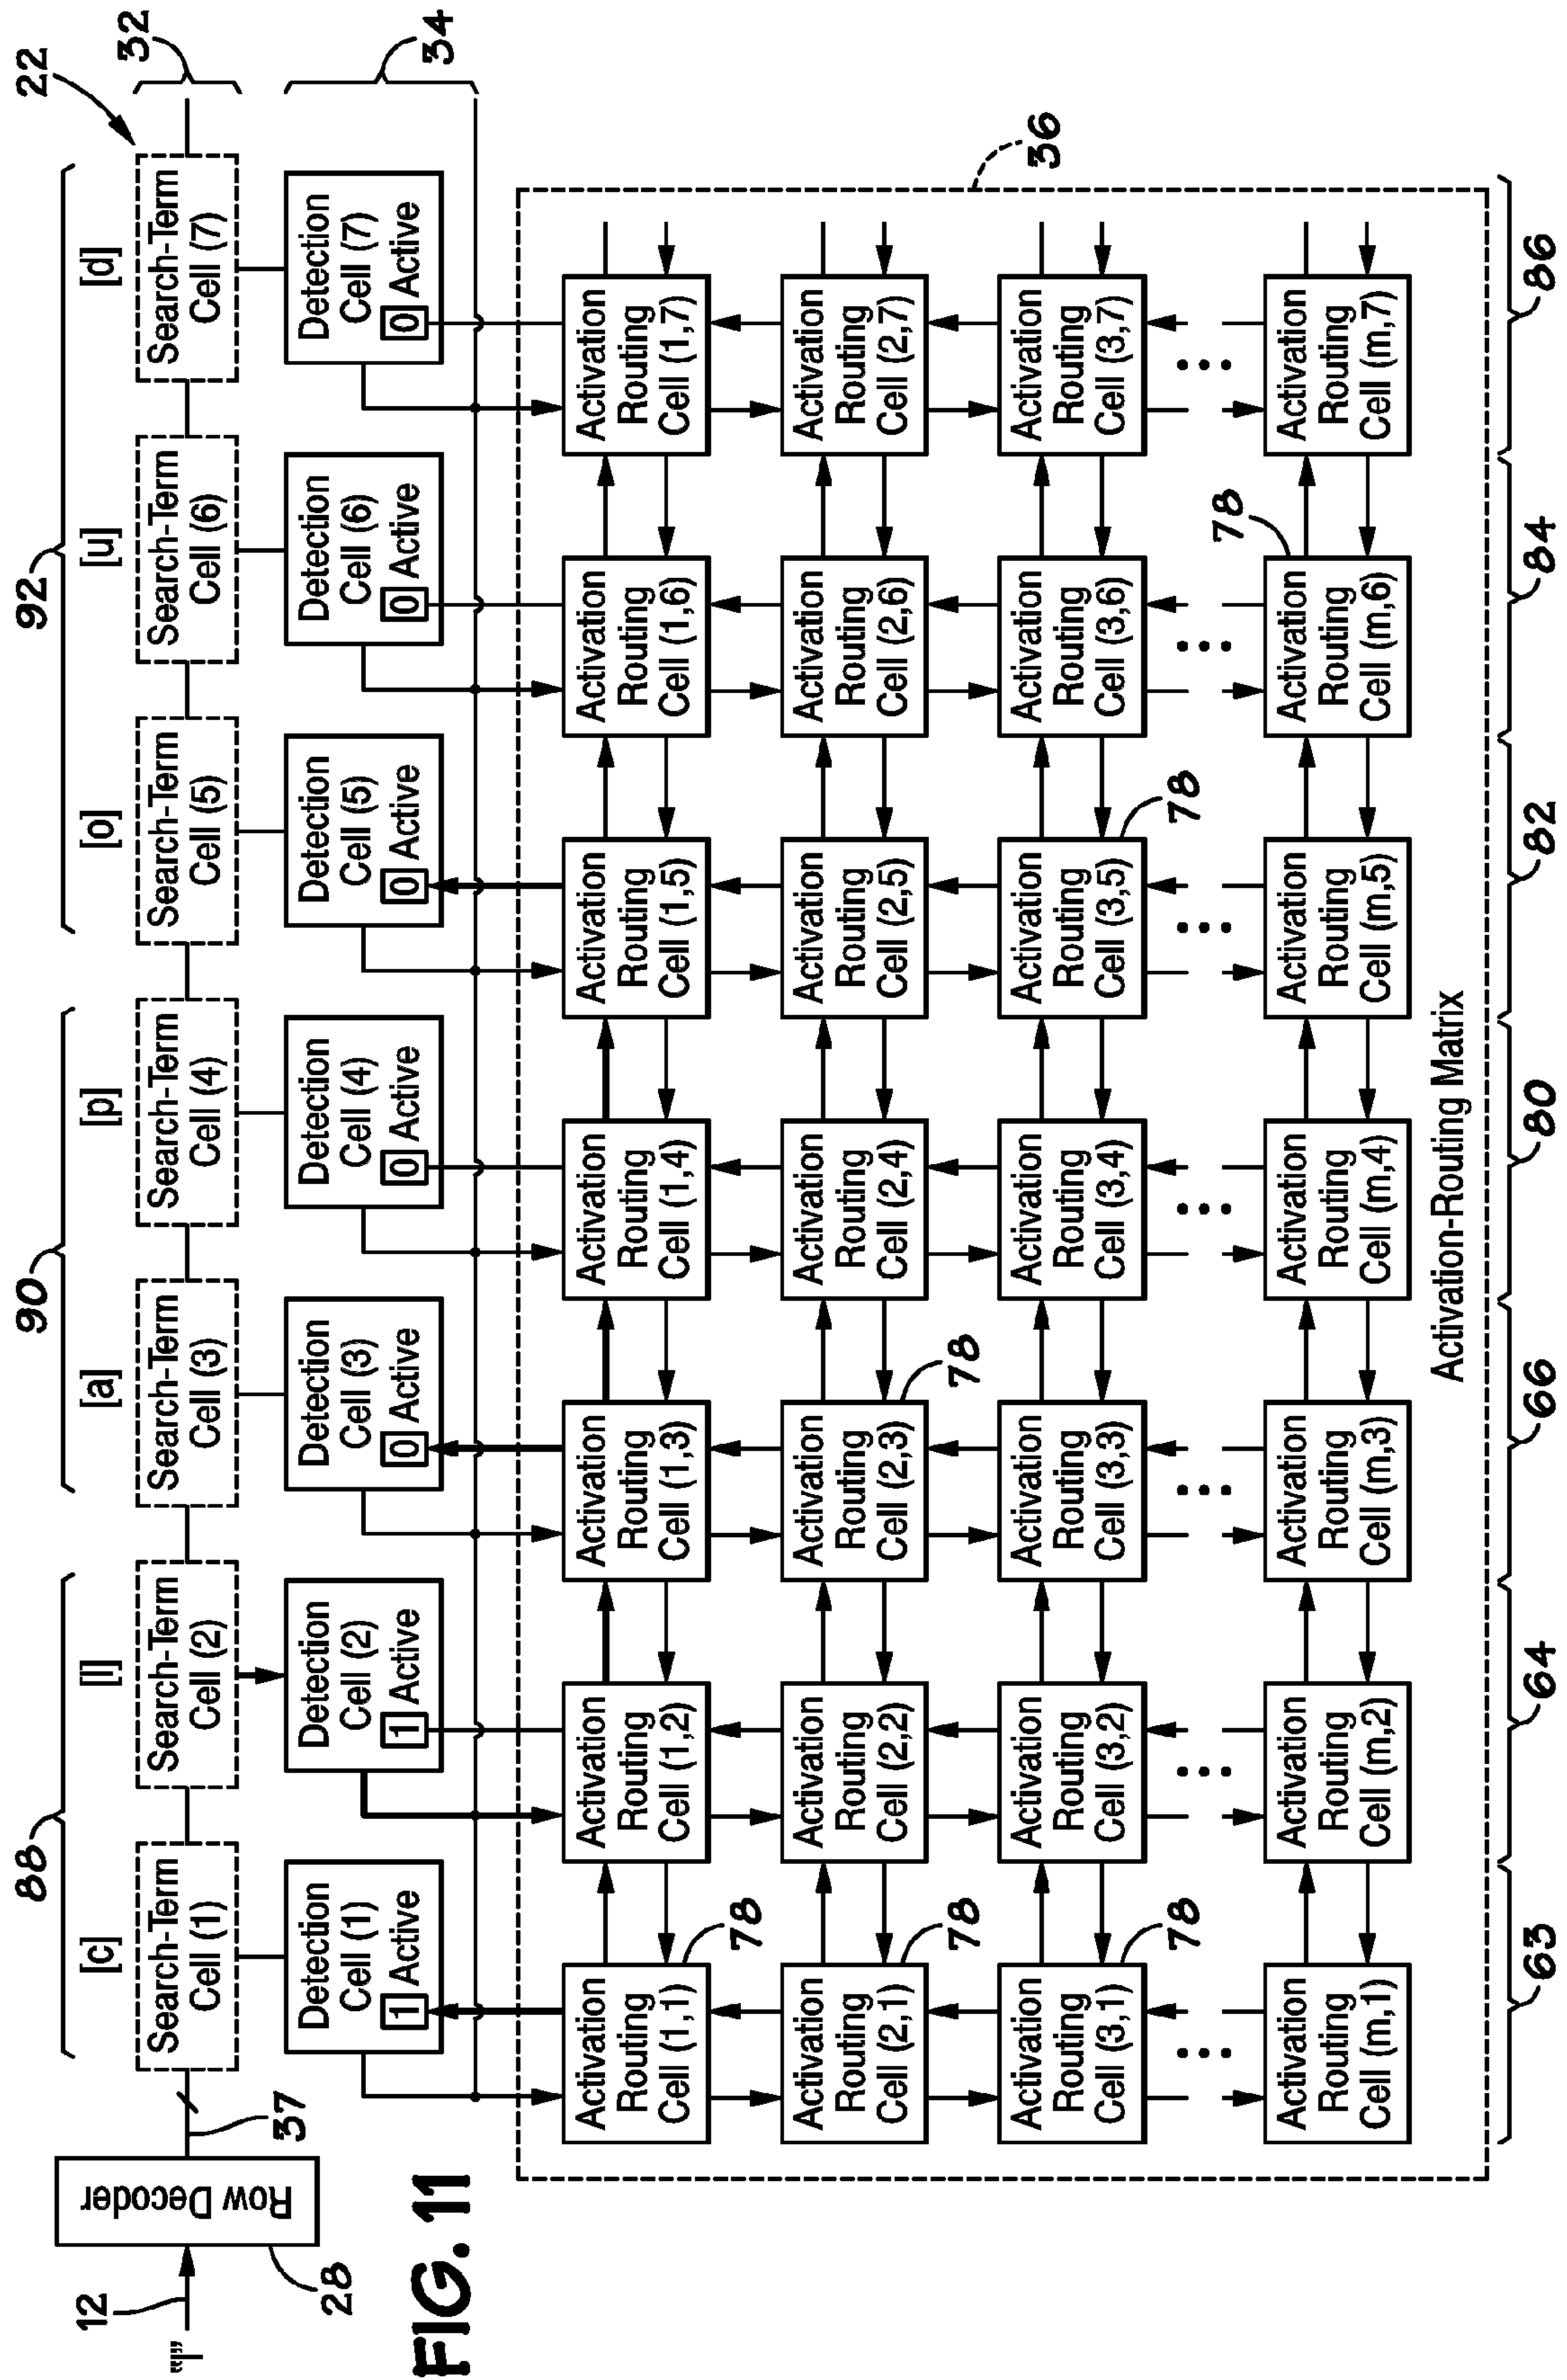 88
90
92
22
12
[c]
[l]
[a]
[p]
[o]
[u]
[d]
32
"l"
Row Decoder
37
28
Search-Term
Cell (1)
Search-Term
Cell (2)
Search-Term
Cell (3)
Search-Term
Cell (4)
Search-Term
Cell (5)
Search-Term
Cell (6)
Search-Term
Cell (7)
34
Detection
Cell (1)
1 Active
Detection
Cell (2)
1 Active
Detection
Cell (3)
0 Active
Detection
Cell (4)
0 Active
Detection
Cell (5)
0 Active
Detection
Cell (6)
0 Active
Detection
Cell (7)
0 Active
FIG. 11
Activation
Routing
Cell (1,1)
Activation
Routing
Cell (1,2)
Activation
Routing
Cell (1,3)
Activation
Routing
Cell (1,4)
Activation
Routing
Cell (1,5)
Activation
Routing
Cell (1,6)
Activation
Routing
Cell (1,7)
78
36
Activation
Routing
Cell (2,1)
Activation
Routing
Cell (2,2)
Activation
Routing
Cell (2,3)
Activation
Routing
Cell (2,4)
Activation
Routing
Cell (2,5)
Activation
Routing
Cell (2,6)
Activation
Routing
Cell (2,7)
78
78
Activation
Routing
Cell (3,1)
Activation
Routing
Cell (3,2)
Activation
Routing
Cell (3,3)
Activation
Routing
Cell (3,4)
Activation
Routing
Cell (3,5)
Activation
Routing
Cell (3,6)
Activation
Routing
Cell (3,7)
78
78
78
Activation
Routing
Cell (m,1)
Activation
Routing
Cell (m,2)
Activation
Routing
Cell (m,3)
Activation
Routing
Cell (m,4)
Activation
Routing
Cell (m,5)
Activation
Routing
Cell (m,6)
Activation
Routing
Cell (m,7)
Activation-Routing Matrix
63
64
66
80
82
84
86